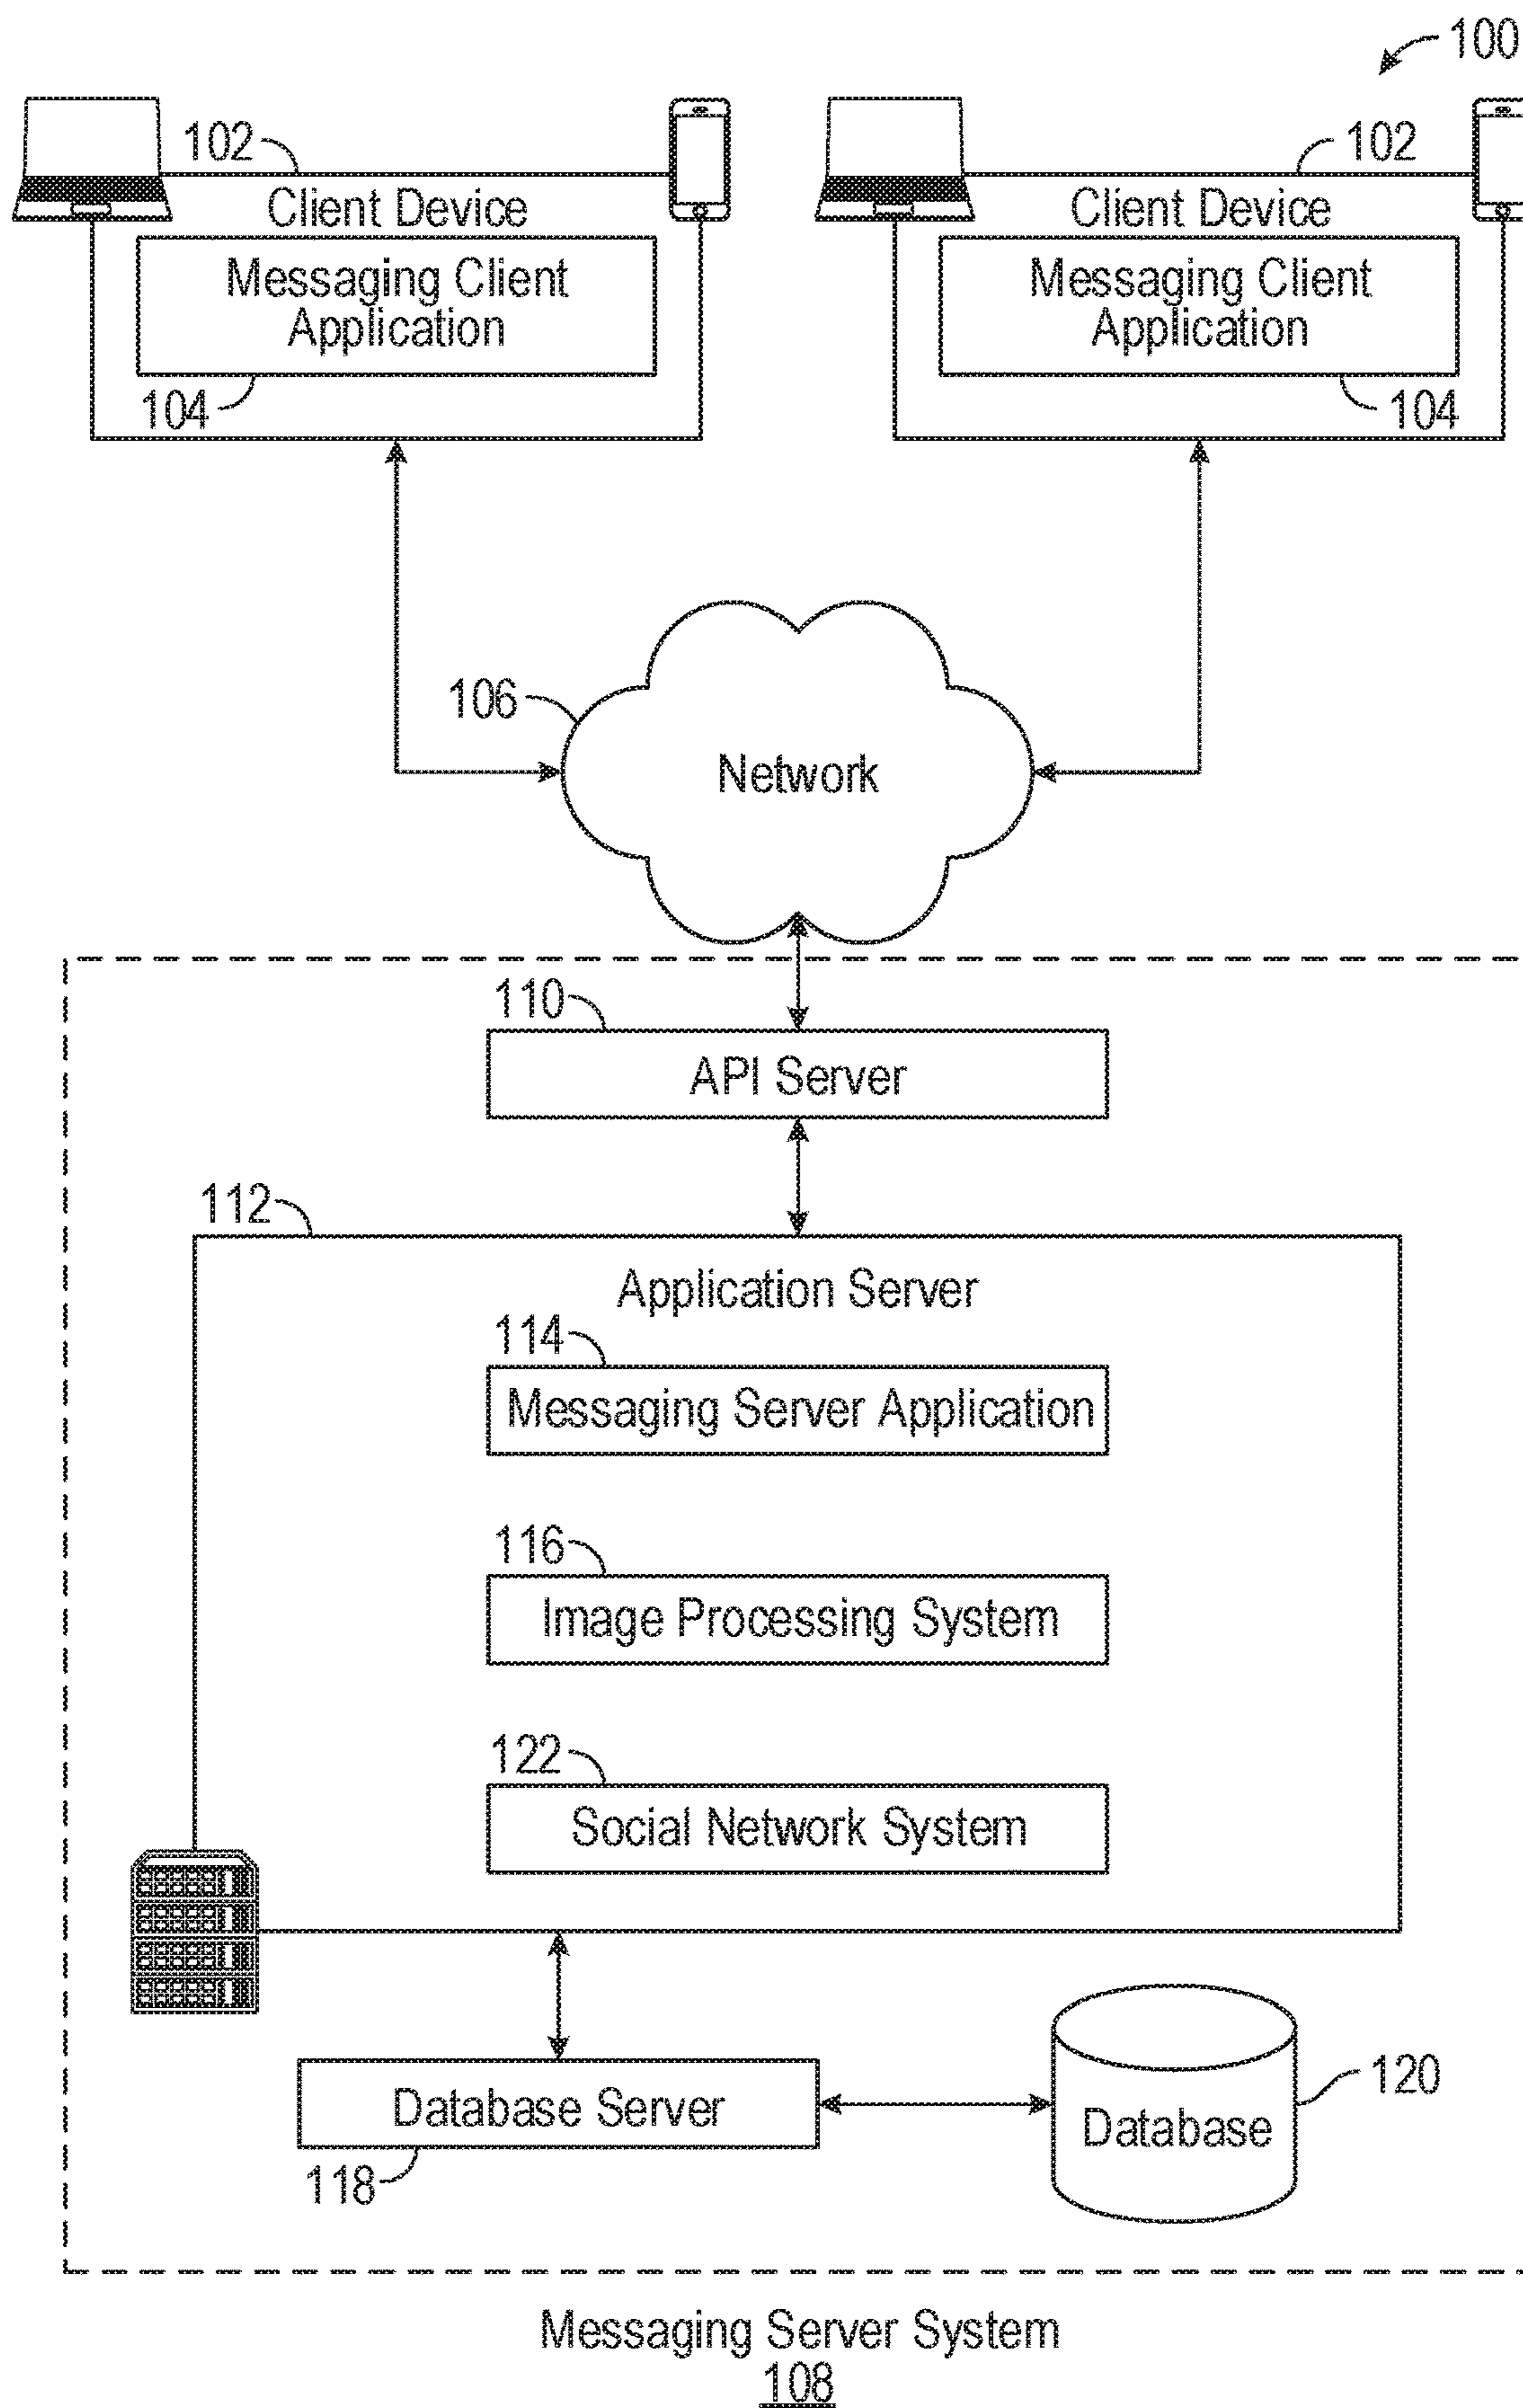 100
102
102
Client Device
Client Device
Messaging Client
Application
Messaging Client
Application
104
104
106
Network
110
API Server
112
Application Server
114
Messaging Server Application
116
Image Processing System
122
Social Network System
Database Server
118
Database
120
Messaging Server System
108